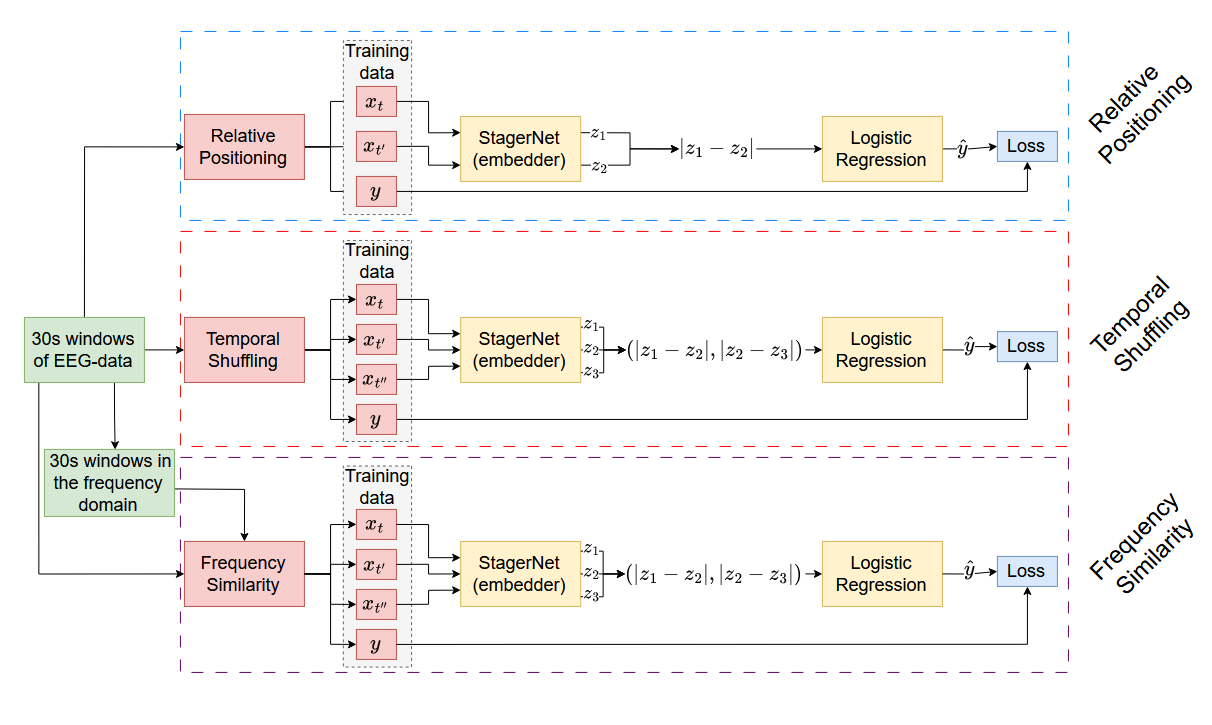 Training
data
Relative
Positioning
x_t
x_{t'}
y
StagerNet
(embedder)
z_1
z_2
|z_1 − z_2|
Logistic
Regression
ŷ
Loss
Relative
Positioning
30s windows
of EEG-data
Training
data
Temporal
Shuffling
x_t
x_{t'}
x_{t''}
y
StagerNet
(embedder)
z_1
z_2
z_3
(|z_1 − z_2|, |z_2 − z_3|)
Logistic
Regression
ŷ
Loss
Temporal
Shuffling
30s windows in
the frequency
domain
Training
data
Frequency
Similarity
x_t
x_{t'}
x_{t''}
y
StagerNet
(embedder)
z_1
z_2
z_3
(|z_1 − z_2|, |z_2 − z_3|)
Logistic
Regression
ŷ
Loss
Frequency
Similarity